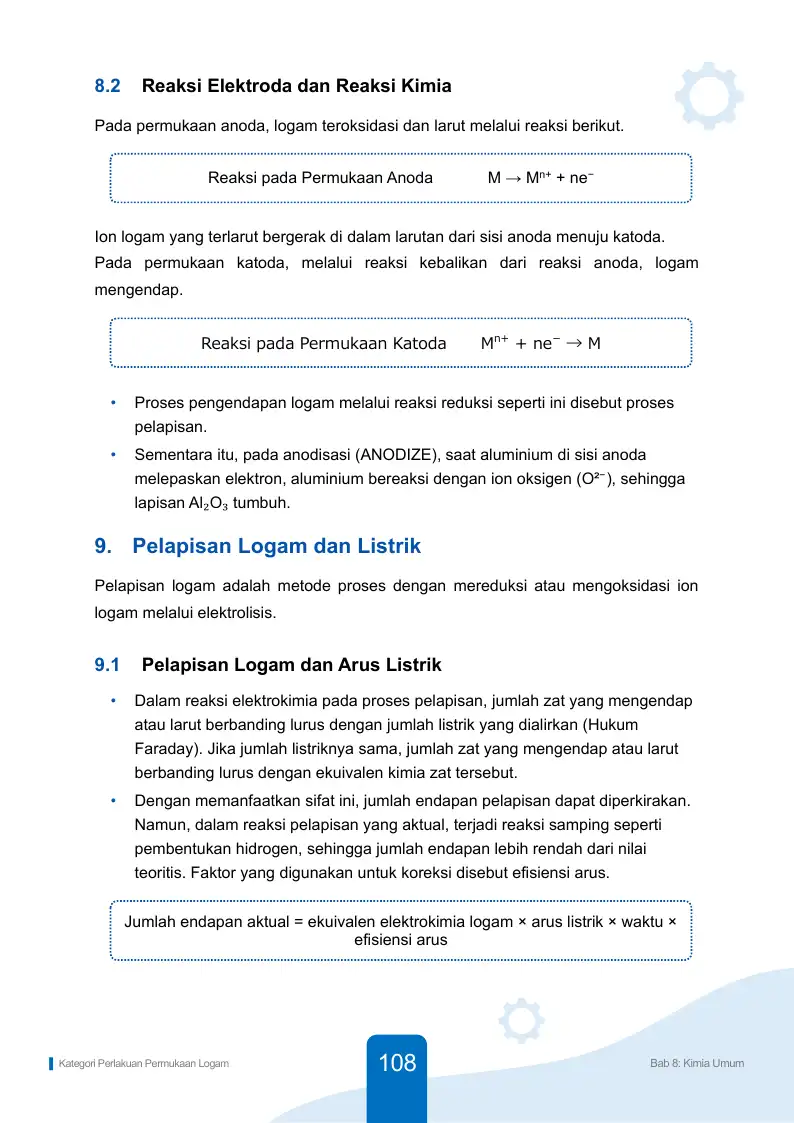 8.2 Reaksi Elektroda dan Reaksi Kimia
Pada permukaan anoda, logam teroksidasi dan larut melalui reaksi berikut.
Reaksi pada Permukaan Anoda M → Mⁿ⁺ + ne⁻
Ion logam yang terlarut bergerak di dalam larutan dari sisi anoda menuju katoda.
Pada permukaan katoda, melalui reaksi kebalikan dari reaksi anoda, logam
mengendap.
Reaksi pada Permukaan Katoda Mⁿ⁺ + ne⁻ → M
• Proses pengendapan logam melalui reaksi reduksi seperti ini disebut proses
pelapisan.
• Sementara itu, pada anodisasi (ANODIZE), saat aluminium di sisi anoda
melepaskan elektron, aluminium bereaksi dengan ion oksigen (O²⁻), sehingga
lapisan Al₂O₃ tumbuh.
9. Pelapisan Logam dan Listrik
Pelapisan logam adalah metode proses dengan mereduksi atau mengoksidasi ion
logam melalui elektrolisis.
9.1 Pelapisan Logam dan Arus Listrik
• Dalam reaksi elektrokimia pada proses pelapisan, jumlah zat yang mengendap
atau larut berbanding lurus dengan jumlah listrik yang dialirkan (Hukum
Faraday). Jika jumlah listriknya sama, jumlah zat yang mengendap atau larut
berbanding lurus dengan ekuivalen kimia zat tersebut.
• Dengan memanfaatkan sifat ini, jumlah endapan pelapisan dapat diperkirakan.
Namun, dalam reaksi pelapisan yang aktual, terjadi reaksi samping seperti
pembentukan hidrogen, sehingga jumlah endapan lebih rendah dari nilai
teoritis. Faktor yang digunakan untuk koreksi disebut efisiensi arus.
Jumlah endapan aktual = ekuivalen elektrokimia logam × arus listrik × waktu ×
efisiensi arus
Kategori Perlakuan Permukaan Logam
108
Bab 8: Kimia Umum